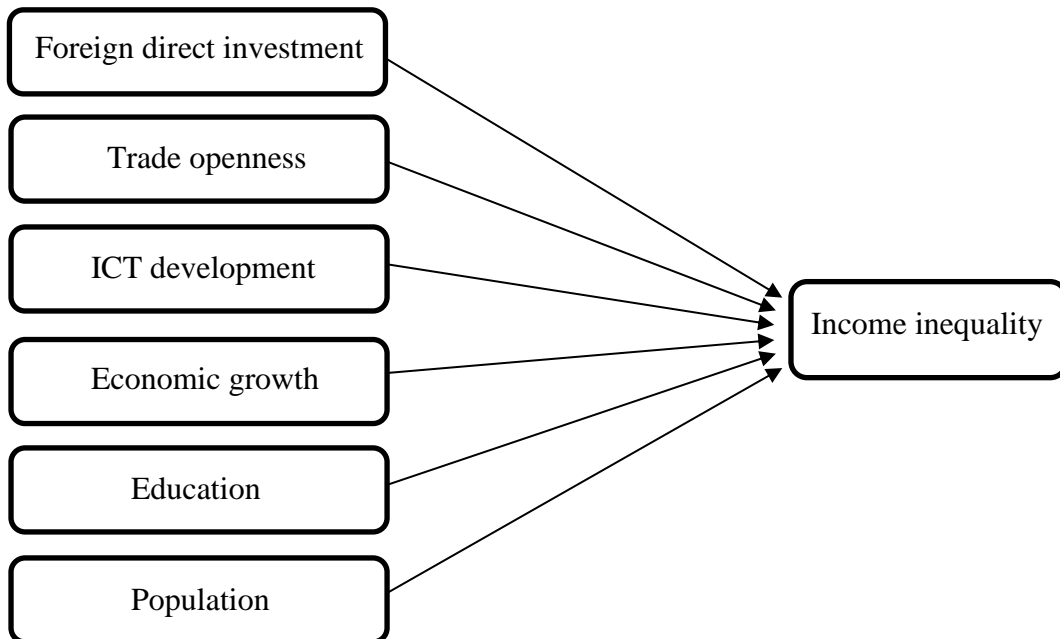 Foreign direct investment
Trade openness
ICT development
Economic growth
Education
Population
Income inequality